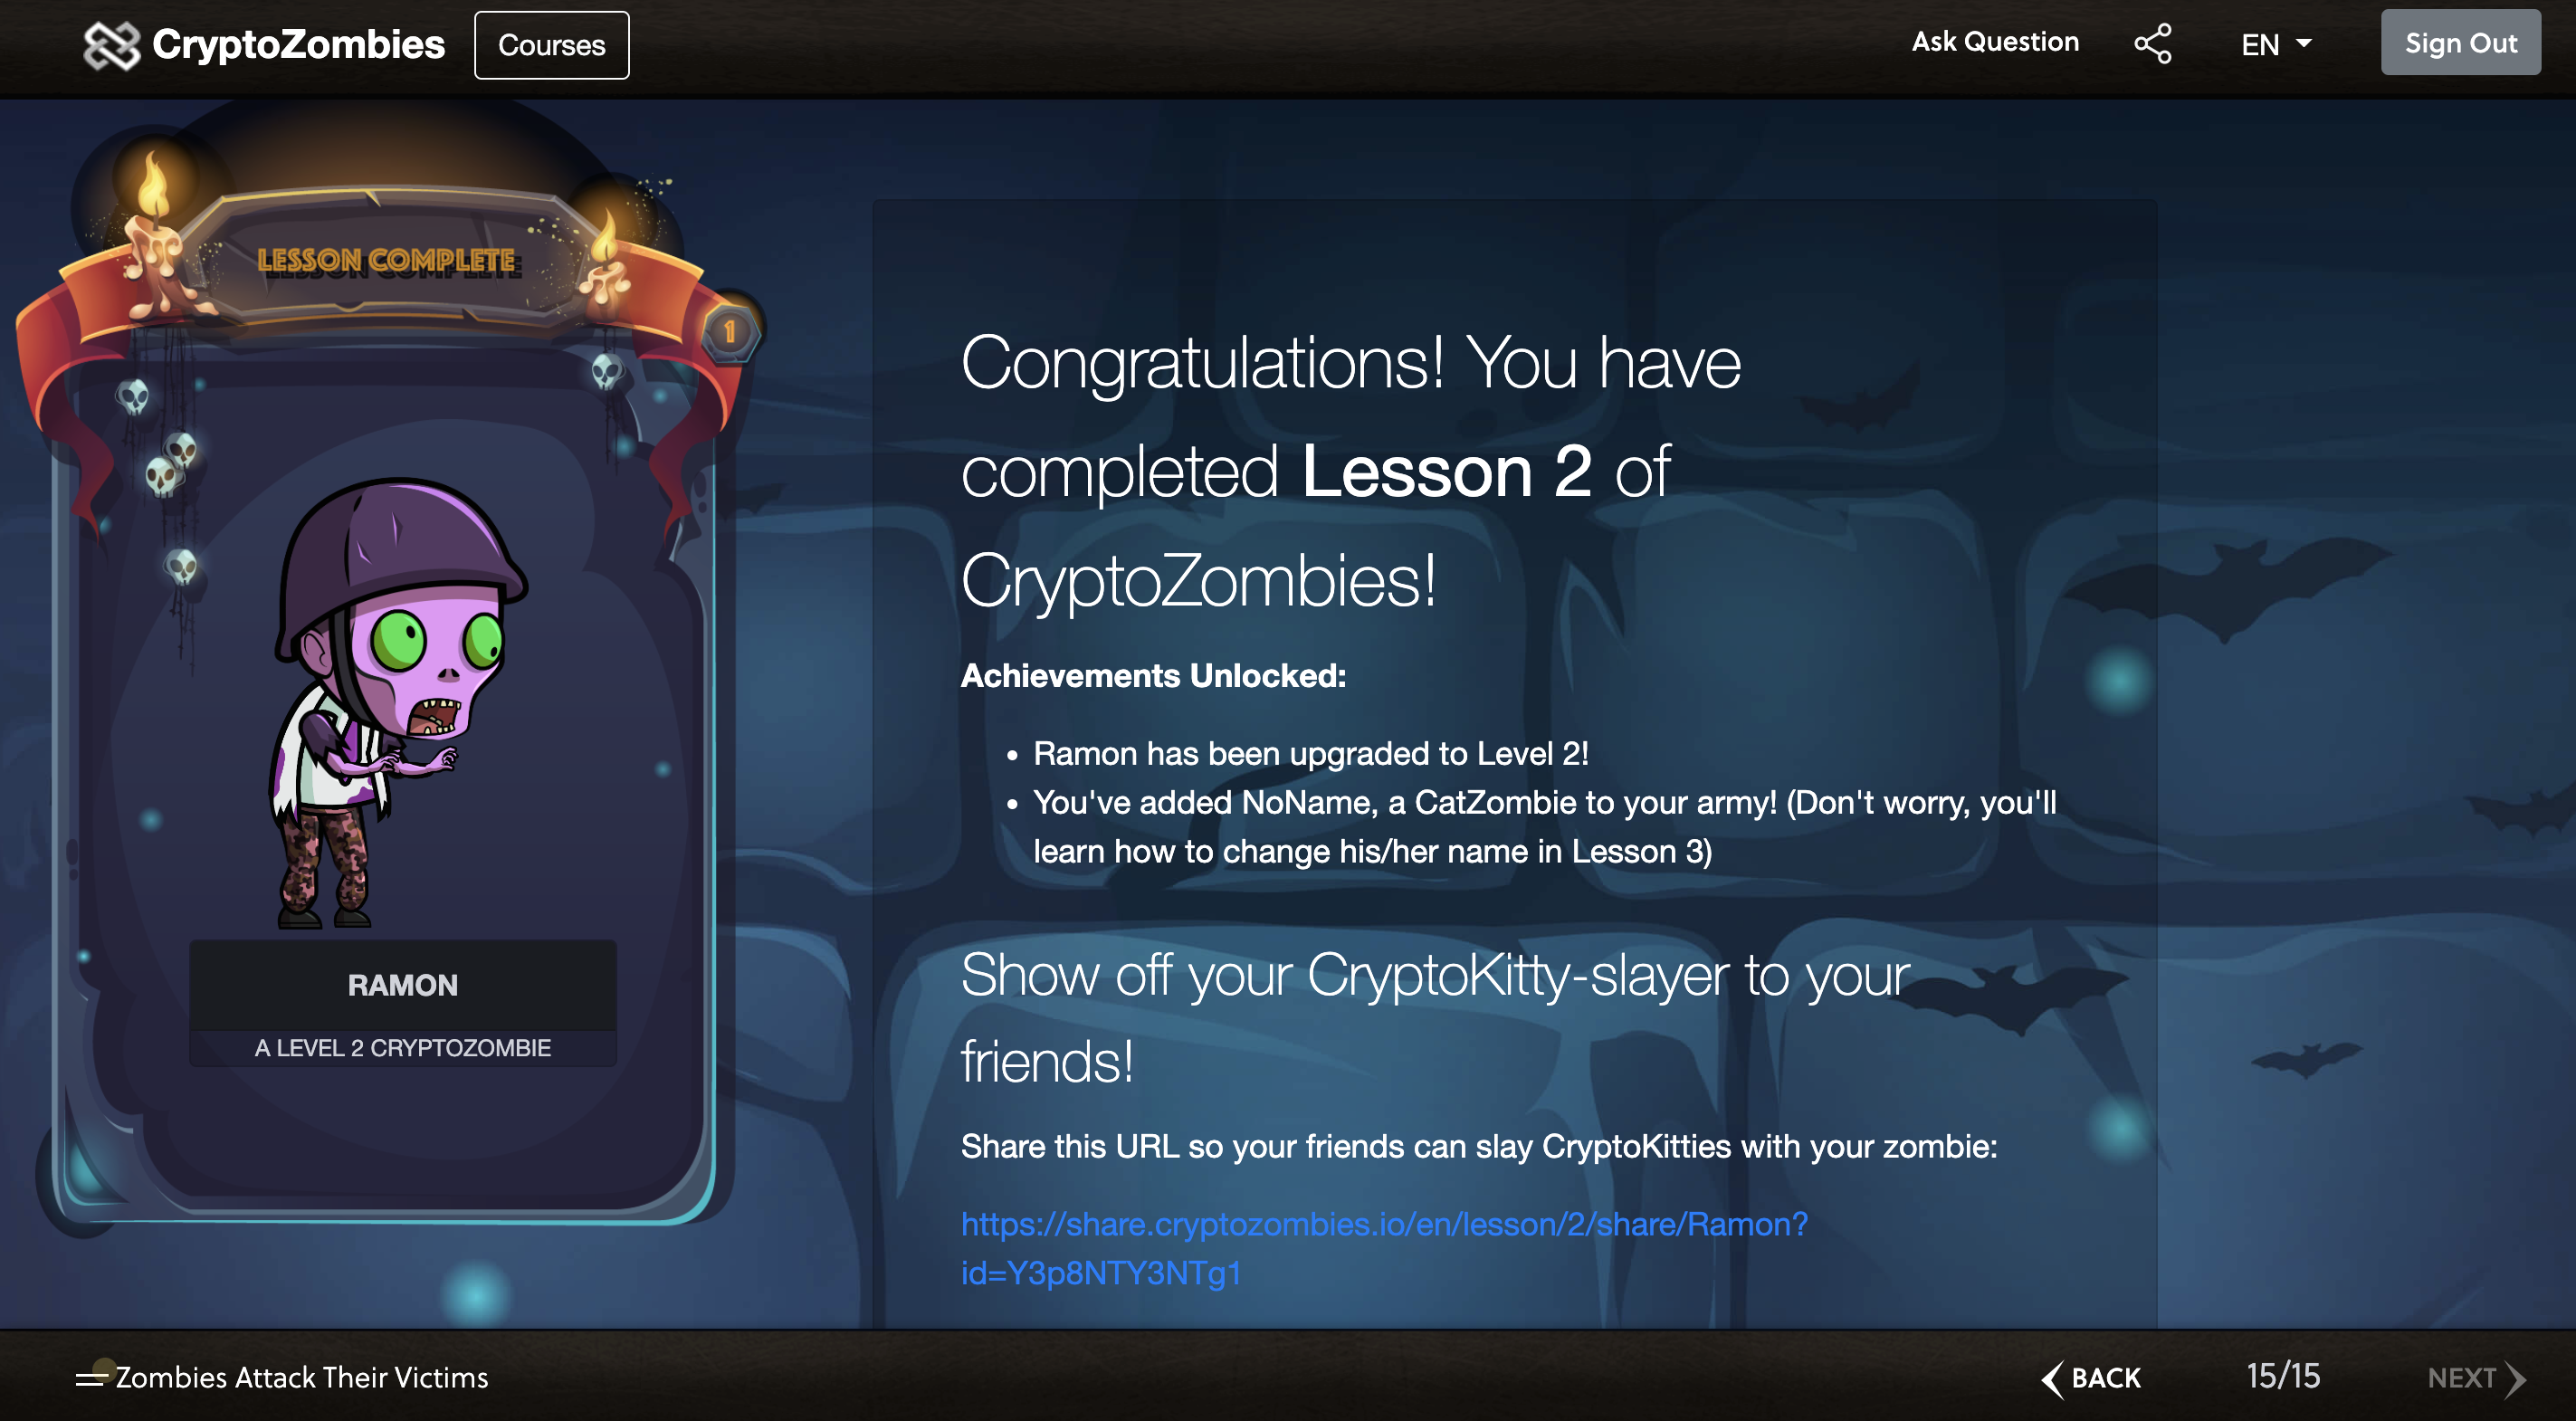 CryptoZombies
Courses
Ask Question
EN
Sign Out
LESSON COMPLETE
1
RAMON
A LEVEL 2 CRYPTOZOMBIE
Congratulations! You have
completed Lesson 2 of
CryptoZombies!
Achievements Unlocked:
• Ramon has been upgraded to Level 2!
• You've added NoName, a CatZombie to your army! (Don't worry, you'll
learn how to change his/her name in Lesson 3)
Show off your CryptoKitty-slayer to your
friends!
Share this URL so your friends can slay CryptoKitties with your zombie:
https://share.cryptozombies.io/en/lesson/2/share/Ramon?
id=Y3p8NTY3NTg1
Zombies Attack Their Victims
BACK
15/15
NEXT